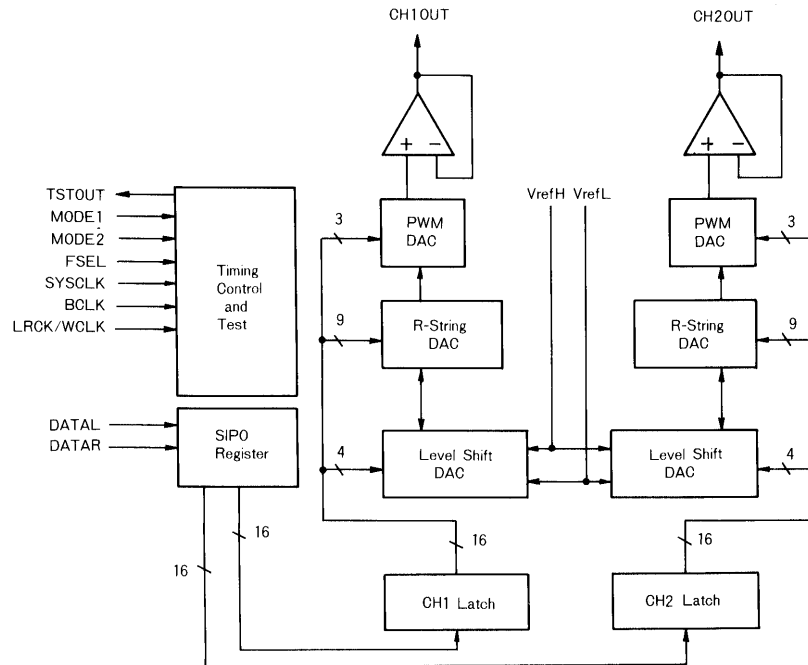 CH1OUT
CH2OUT
+ −
+ −
TSTOUT
MODE1
MODE2
FSEL
SYSCLK
BCLK
LRCK/WCLK
Timing
Control
and
Test
DATAL
DATAR
SIPO
Register
VrefH VrefL
3
PWM
DAC
PWM
DAC
3
9
R-String
DAC
R-String
DAC
9
4
Level Shift
DAC
Level Shift
DAC
4
16
16
16
16
CH1 Latch
CH2 Latch